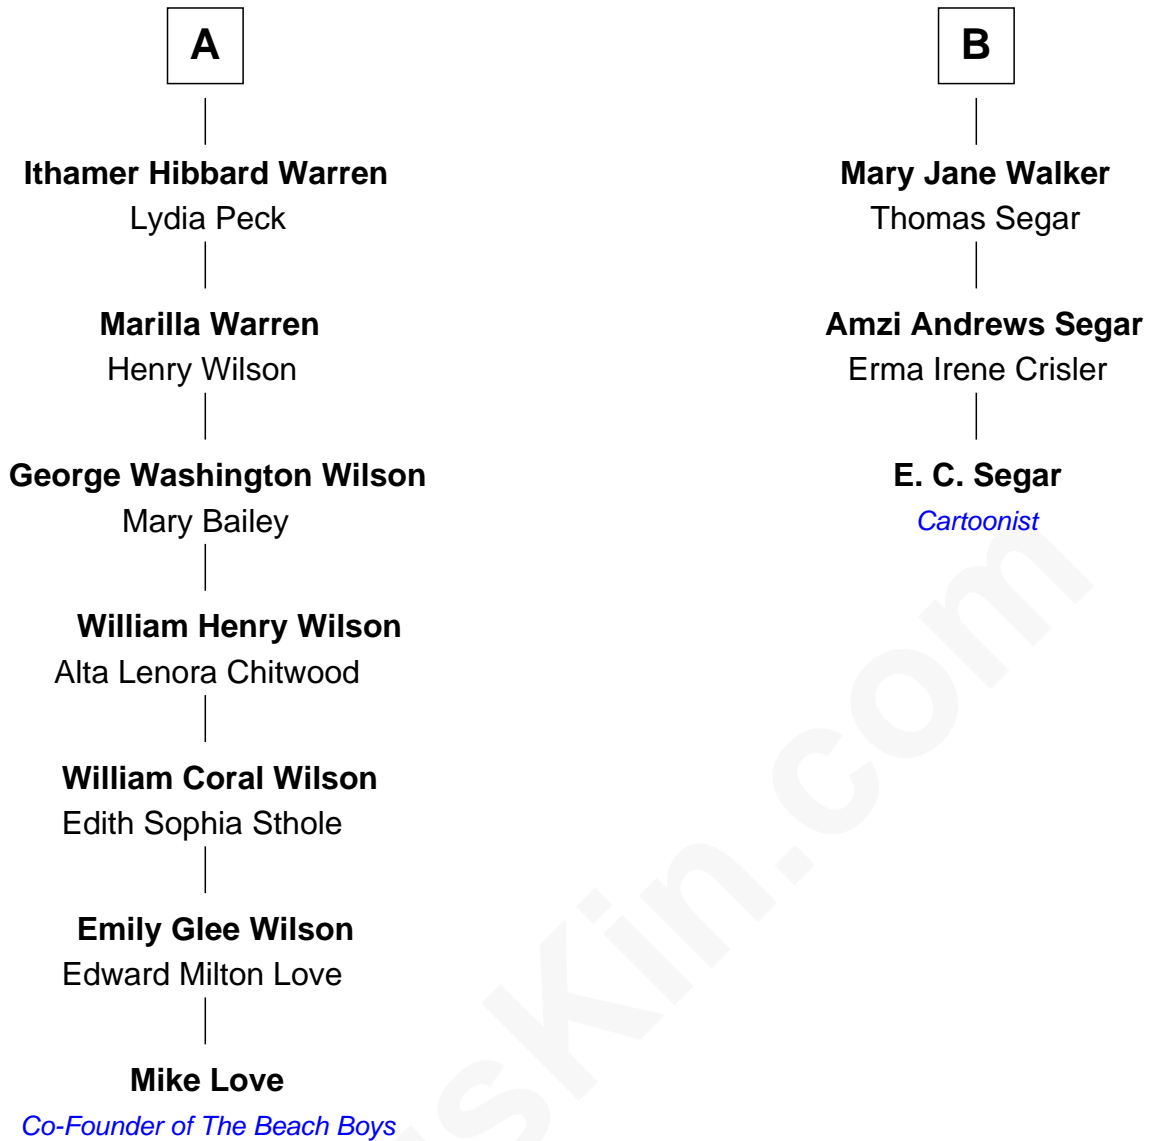 A
Ithamer Hibbard Warren
Lydia Peck
Marilla Warren
Henry Wilson
George Washington Wilson
Mary Bailey
William Henry Wilson
Alta Lenora Chitwood
William Coral Wilson
Edith Sophia Sthole
Emily Glee Wilson
Edward Milton Love
Mike Love
Co-Founder of The Beach Boys
B
Mary Jane Walker
Thomas Segar
Amzi Andrews Segar
Erma Irene Crisler
E. C. Segar
Cartoonist
sKin.com